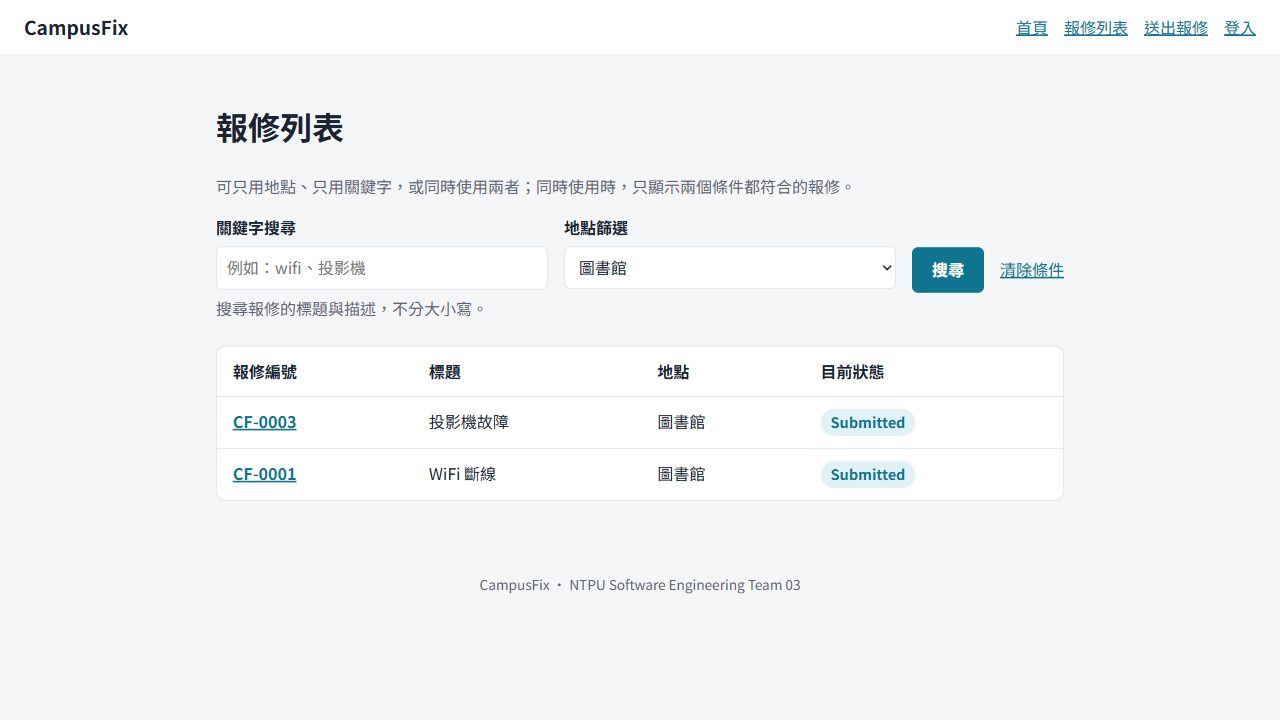 CampusFix
首頁 報修列表 送出報修 登入
報修列表
可只用地點、只用關鍵字，或同時使用兩者；同時使用時，只顯示兩個條件都符合的報修。
關鍵字搜尋 地點篩選
例如：wifi、投影機 圖書館 搜尋 清除條件
搜尋報修的標題與描述，不分大小寫。
報修編號 標題 地點 目前狀態
CF-0003 投影機故障 圖書館 Submitted
CF-0001 WiFi 斷線 圖書館 Submitted
CampusFix · NTPU Software Engineering Team 03